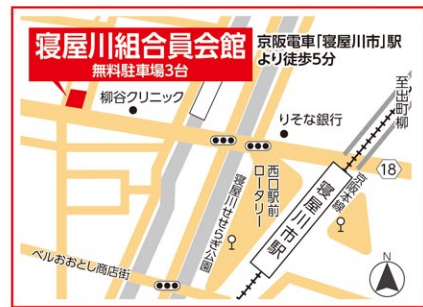 寝屋川組合員会館
無料駐車場3台
京阪電車「寝屋川市」駅
より徒歩5分
至出町柳
柳谷クリニック
りそな銀行
18
西口駅前
ロータリー
寝屋川せせらぎ公園
寝屋川市駅
京阪本線
ベルおおとし商店街
N